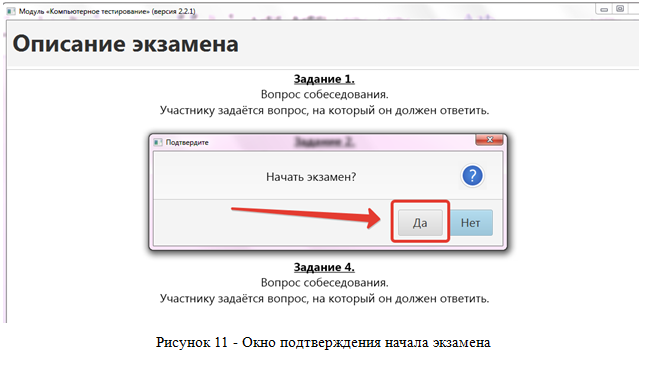 Модуль «Компьютерное тестирование» (версия 2.2.1)
Описание экзамена
Задание 1.
Вопрос собеседования.
Участнику задаётся вопрос, на который он должен ответить.
Задание 2.
Подтвердите
Начать экзамен?
Да
Нет
Задание 4.
Вопрос собеседования.
Участнику задаётся вопрос, на который он должен ответить.
Рисунок 11 - Окно подтверждения начала экзамена